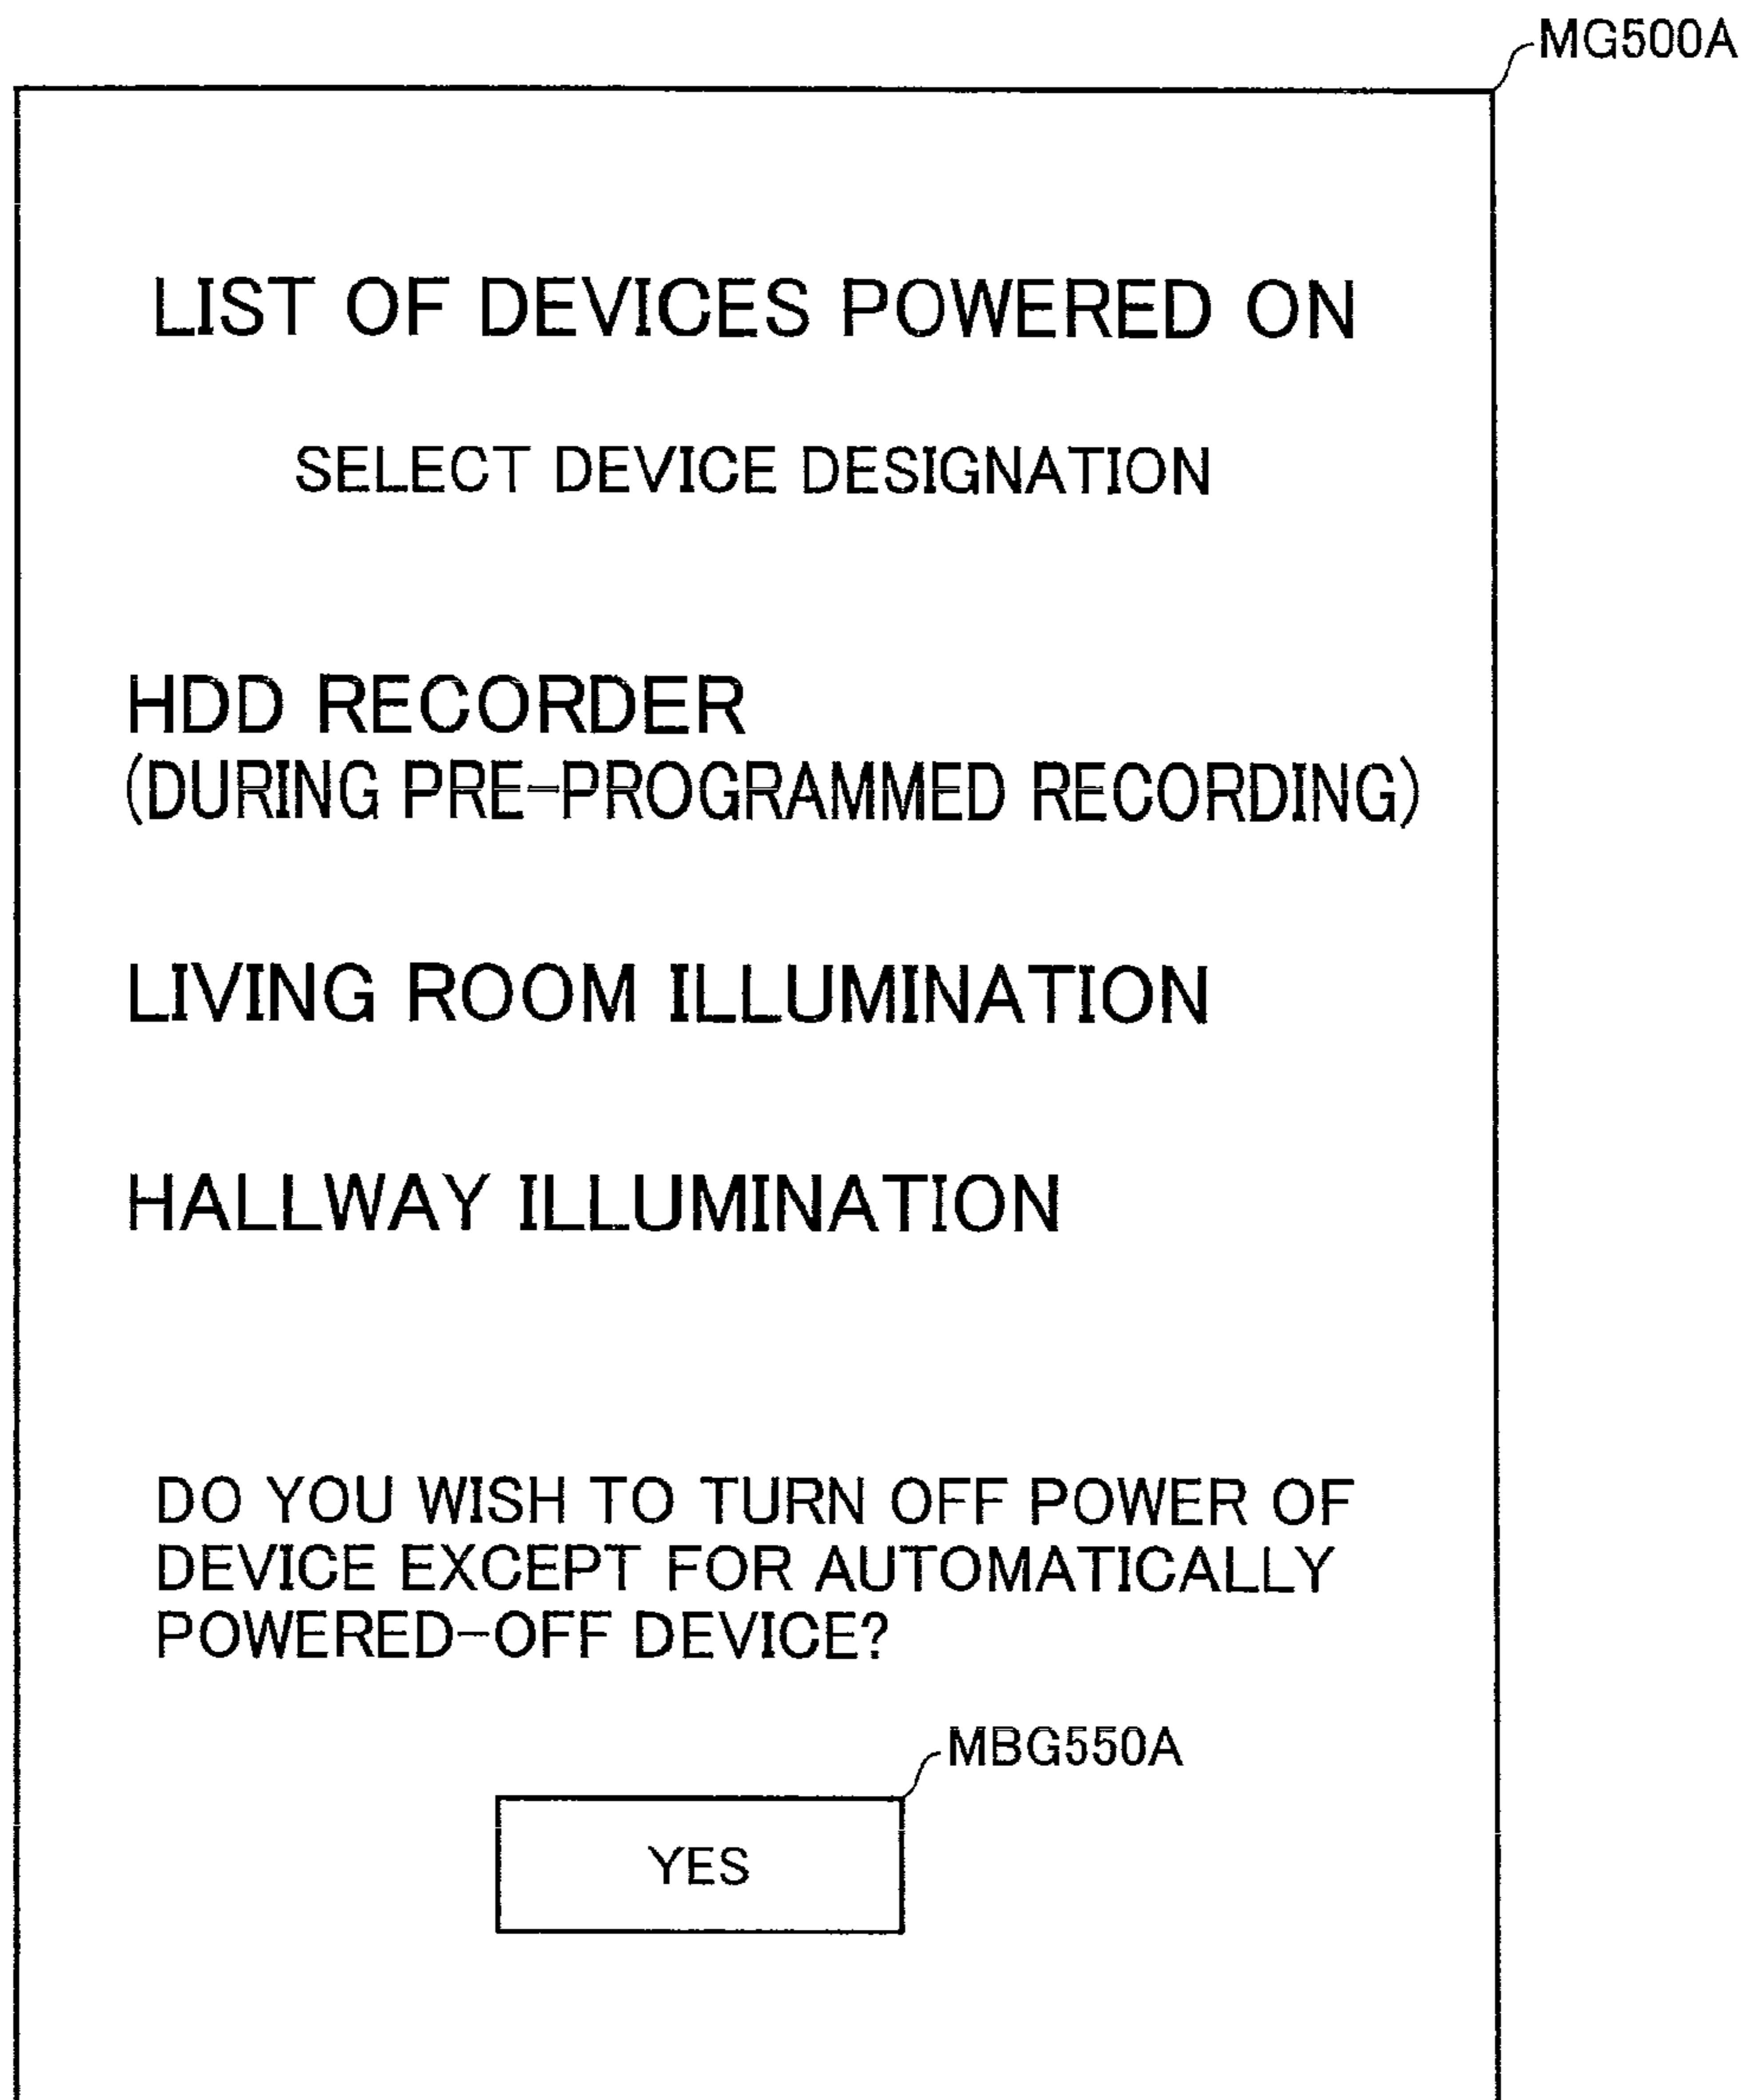 MG500A
LIST OF DEVICES POWERED ON
SELECT DEVICE DESIGNATION
HDD RECORDER
(DURING PRE-PROGRAMMED RECORDING)
LIVING ROOM ILLUMINATION
HALLWAY ILLUMINATION
DO YOU WISH TO TURN OFF POWER OF
DEVICE EXCEPT FOR AUTOMATICALLY
POWERED-OFF DEVICE?
MBG550A
YES